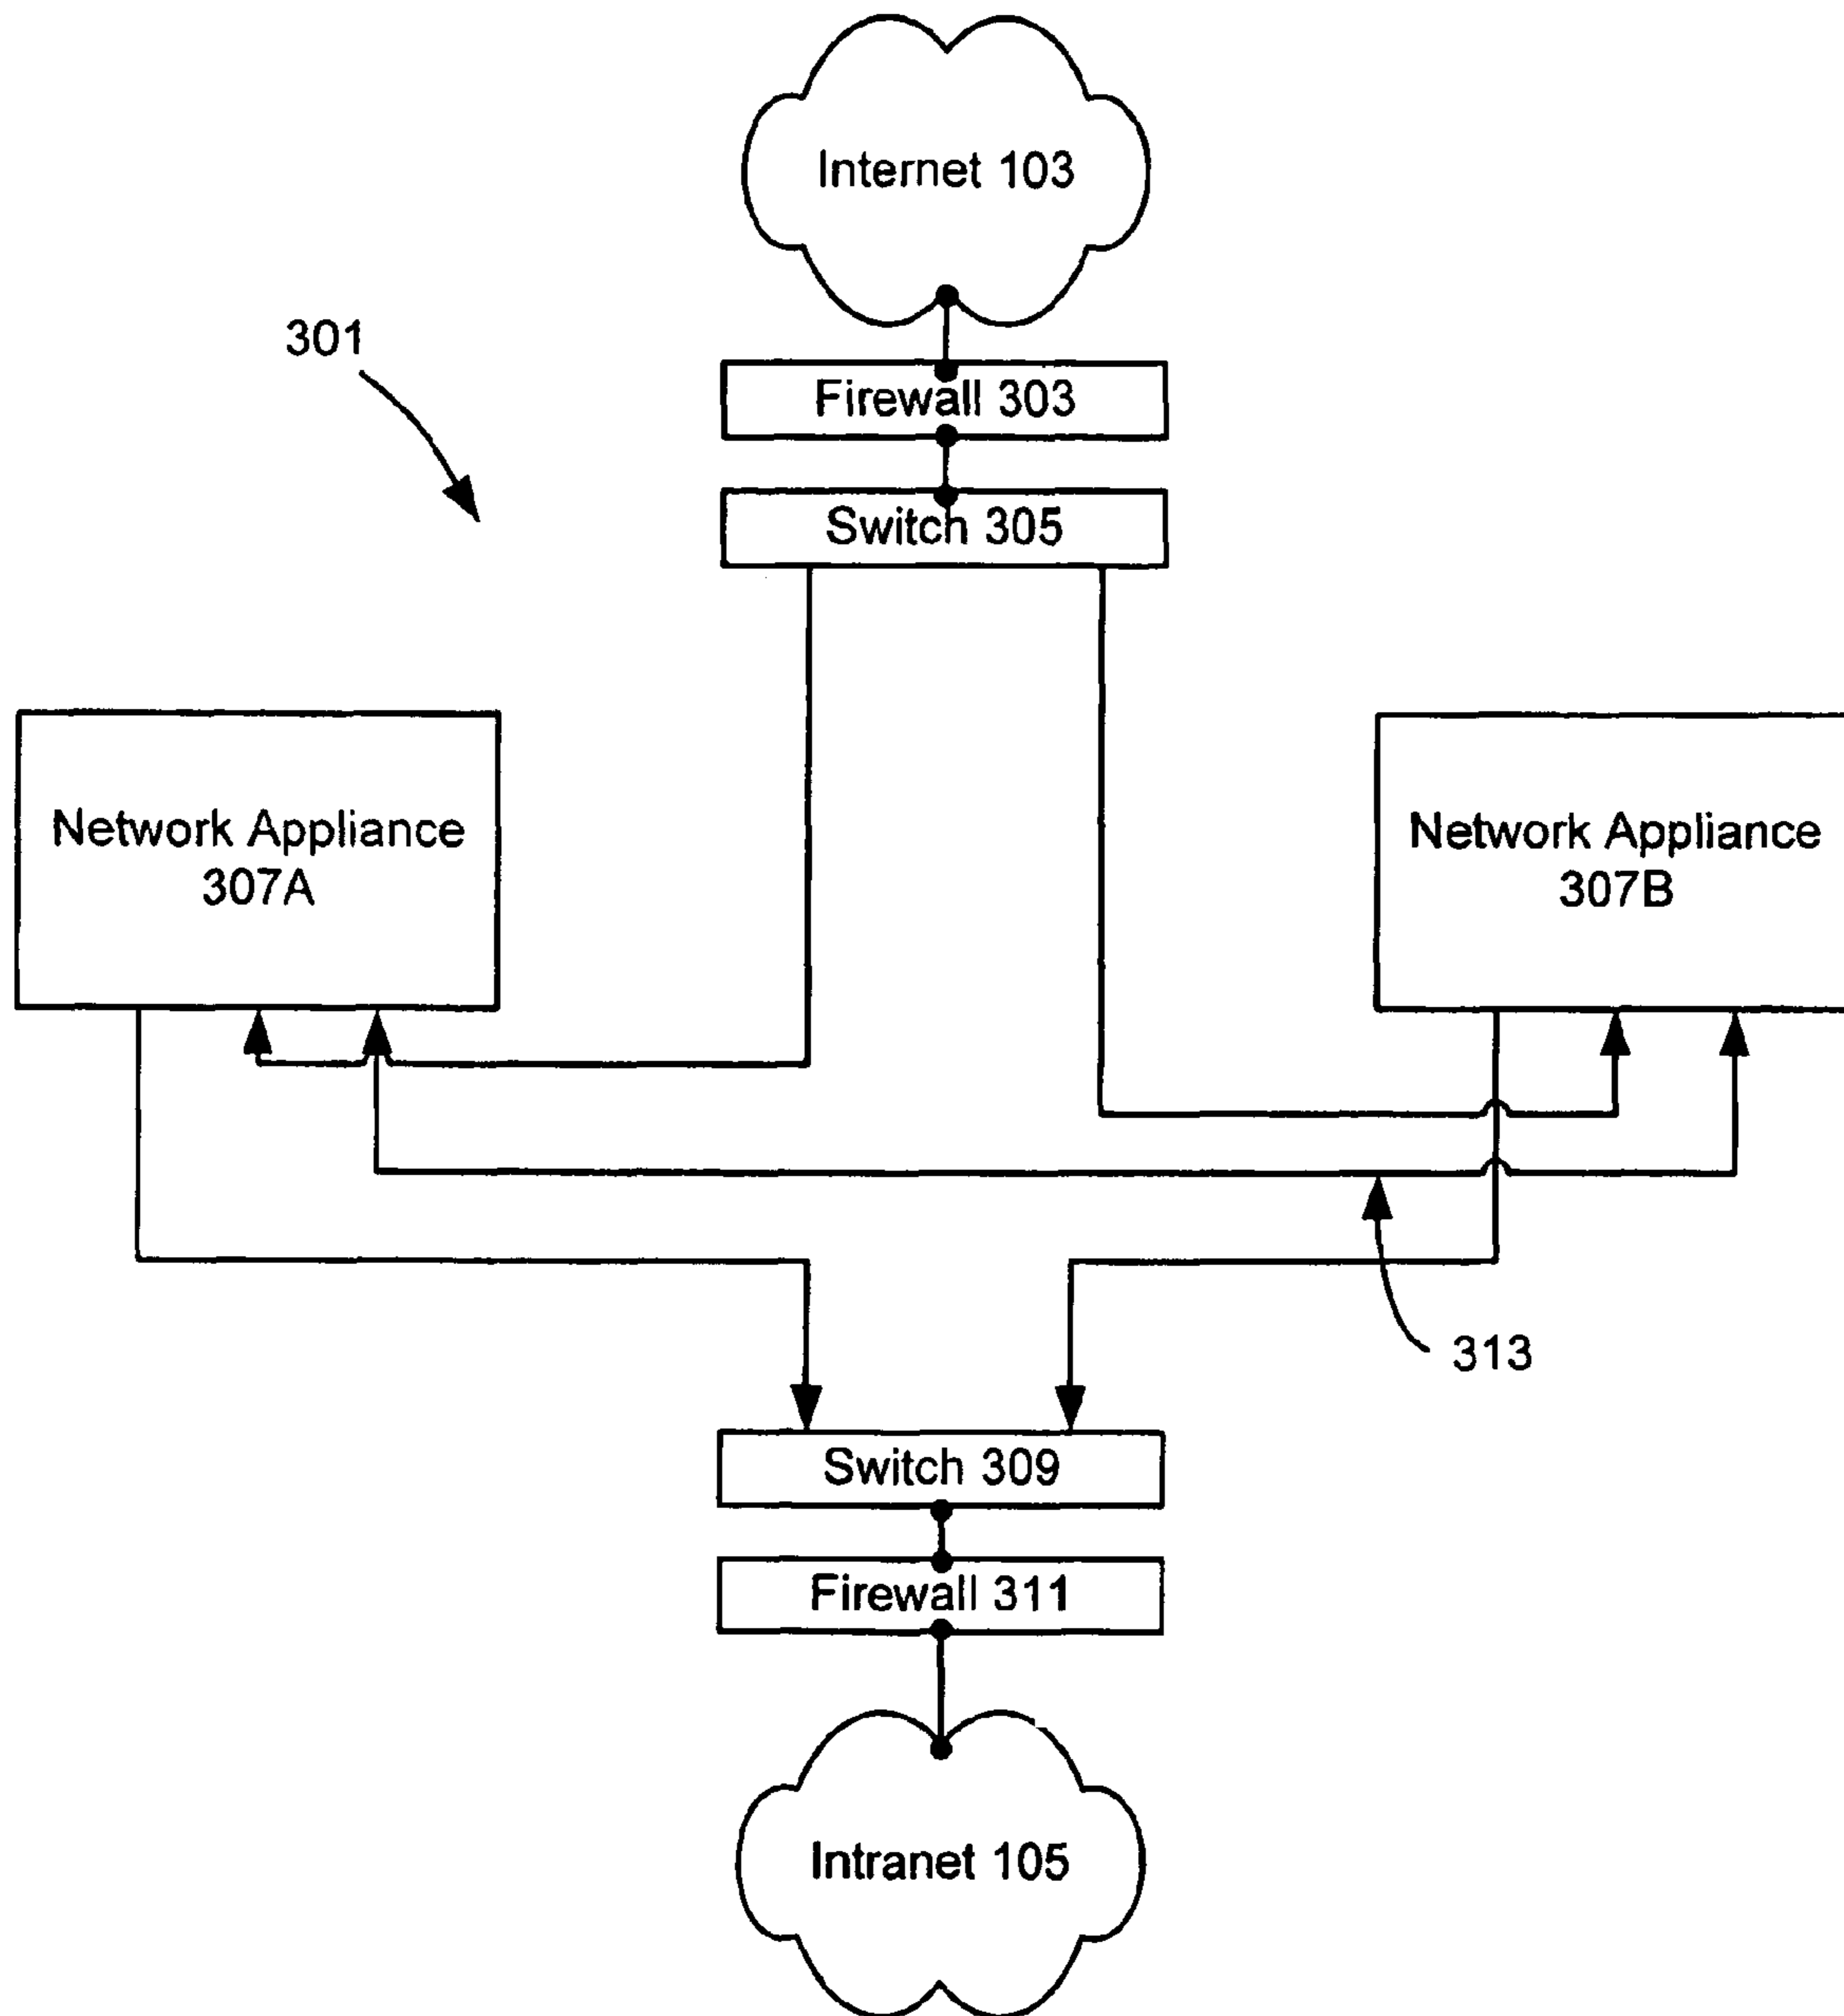 Internet 103
301
Firewall 303
Switch 305
Network Appliance
307A
Network Appliance
307B
313
Switch 309
Firewall 311
Intranet 105